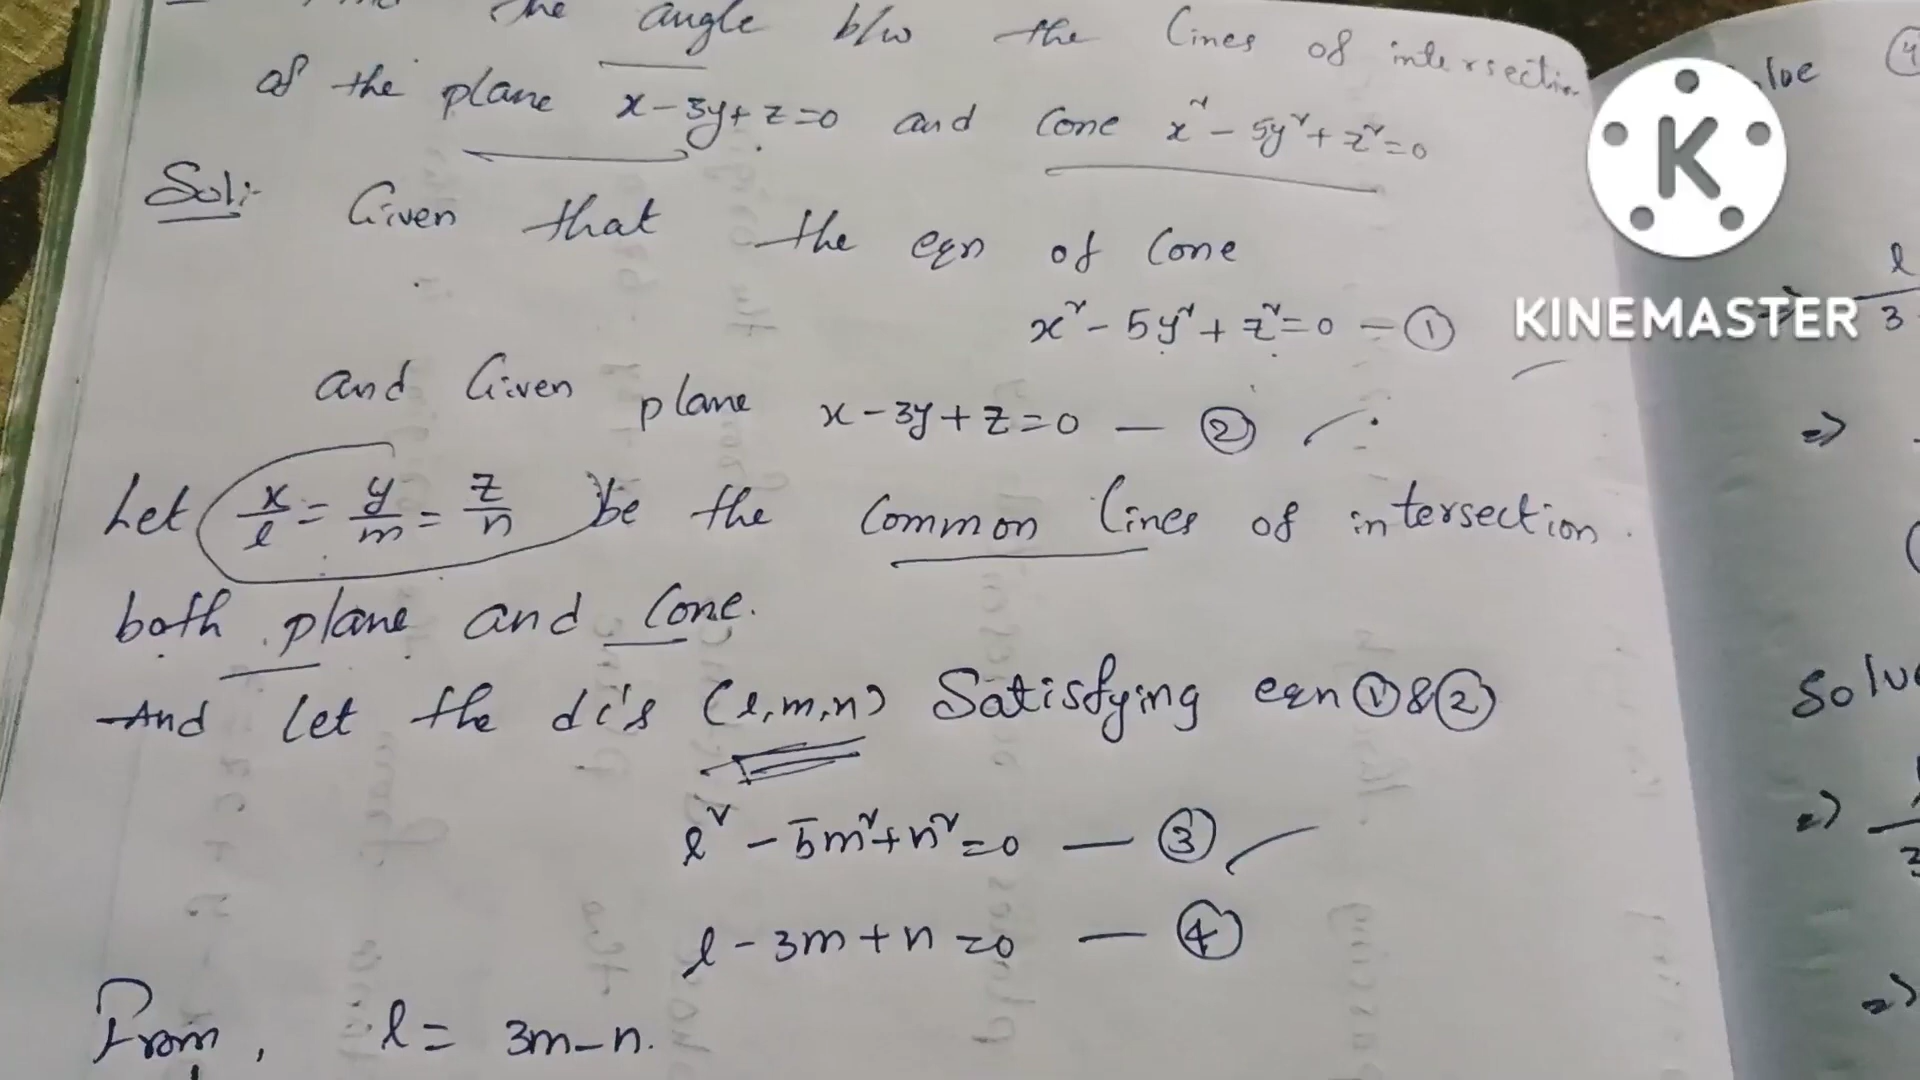 the angle b/w the lines of intersection
of the plane x-3y+z=0 and cone x²-5y²+z²=0
Sol:- Given that the eqn of cone
x²-5y²+z²=0 — ①
and Given plane x-3y+z=0 — ②
Let x/l = y/m = z/n be the common lines of intersection
both plane and cone.
And let the dc's (l,m,n) satisfying eqn ① & ②
l²-5m²+n²=0 — ③
l-3m+n=0 — ④
From, l = 3m-n.
KINEMASTER
K